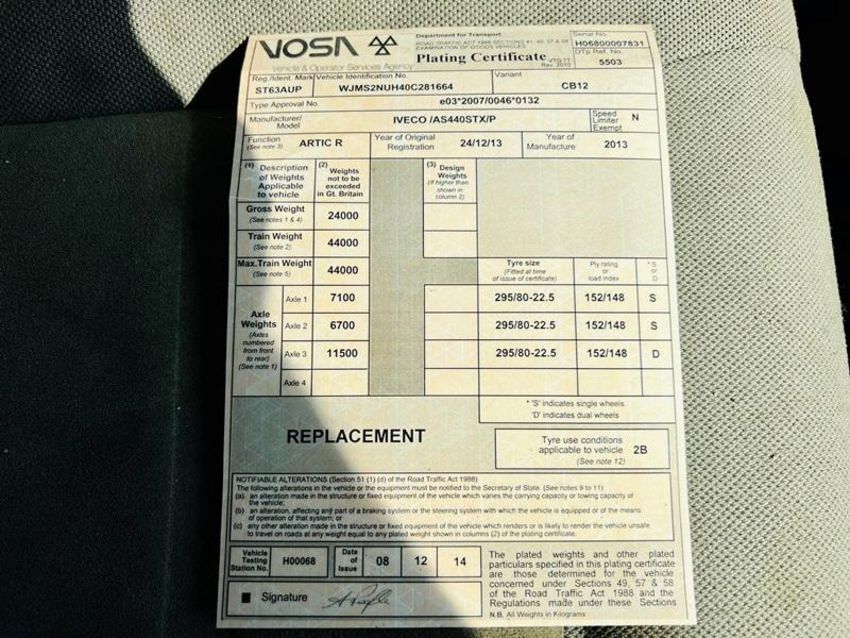 VOSA
Vehicle & Operator Services Agency
Department for Transport
ROAD TRAFFIC ACT 1988 SECTIONS 41, 49, 57 & 58
EXAMINATION OF GOODS VEHICLES
Plating Certificate VTG 7T
Rev. 2010
Serial No.
H06800007831
DTp Ref. No.
5503
Reg./Ident. Mark
ST63AUP
Vehicle Identification No.
WJMS2NUH40C281664
Variant
CB12
Type Approval No.
e03*2007/0046*0132
Manufacturer/
Model
IVECO /AS440STX/P
Speed
Limiter
Exempt
N
Function
(See note 3)
ARTIC R
Year of Original
Registration
24/12/13
Year of
Manufacture
2013
(1) Description
of Weights
Applicable
to vehicle
(2) Weights
not to be
exceeded
in Gt. Britain
(3) Design
Weights
(if higher than
shown in
column 2)
Gross Weight
(See notes 1 & 4)
24000
Train Weight
(See note 2)
44000
Max.Train Weight
(See note 5)
44000
Tyre size
(Fitted at time
of issue of certificate)
Ply rating
or
load index
*S
or
D
Axle
Weights
(Axles
numbered
from front
to rear)
(See note 1)
Axle 1 7100 295/80-22.5 152/148 S
Axle 2 6700 295/80-22.5 152/148 S
Axle 3 11500 295/80-22.5 152/148 D
Axle 4
* 'S' indicates single wheels
'D' indicates dual wheels
REPLACEMENT
Tyre use conditions
applicable to vehicle 2B
(See note 12)
NOTIFIABLE ALTERATIONS (Section 51 (1) (d) of the Road Traffic Act 1988)
The following alterations in the vehicle or the equipment must be notified to the Secretary of State. (See notes 9 to 11)
(a) an alteration made in the structure or fixed equipment of the vehicle which varies the carrying capacity or towing capacity of
the vehicle;
(b) an alteration, affecting any part of a braking system or the steering system with which the vehicle is equipped or of the means
of operation of that system; or
(c) any other alteration made in the structure or fixed equipment of the vehicle which renders or is likely to render the vehicle unsafe
to travel on roads at any weight equal to any plated weight shown in columns (2) of the plating certificate.
Vehicle
Testing
Station No.
H00068
Date
of
Issue
08 12 14
Signature
The plated weights and other plated
particulars specified in this plating certificate
are those determined for the vehicle
concerned under Sections 49, 57 & 58
of the Road Traffic Act 1988 and the
Regulations made under these Sections
N.B. All Weights in Kilograms